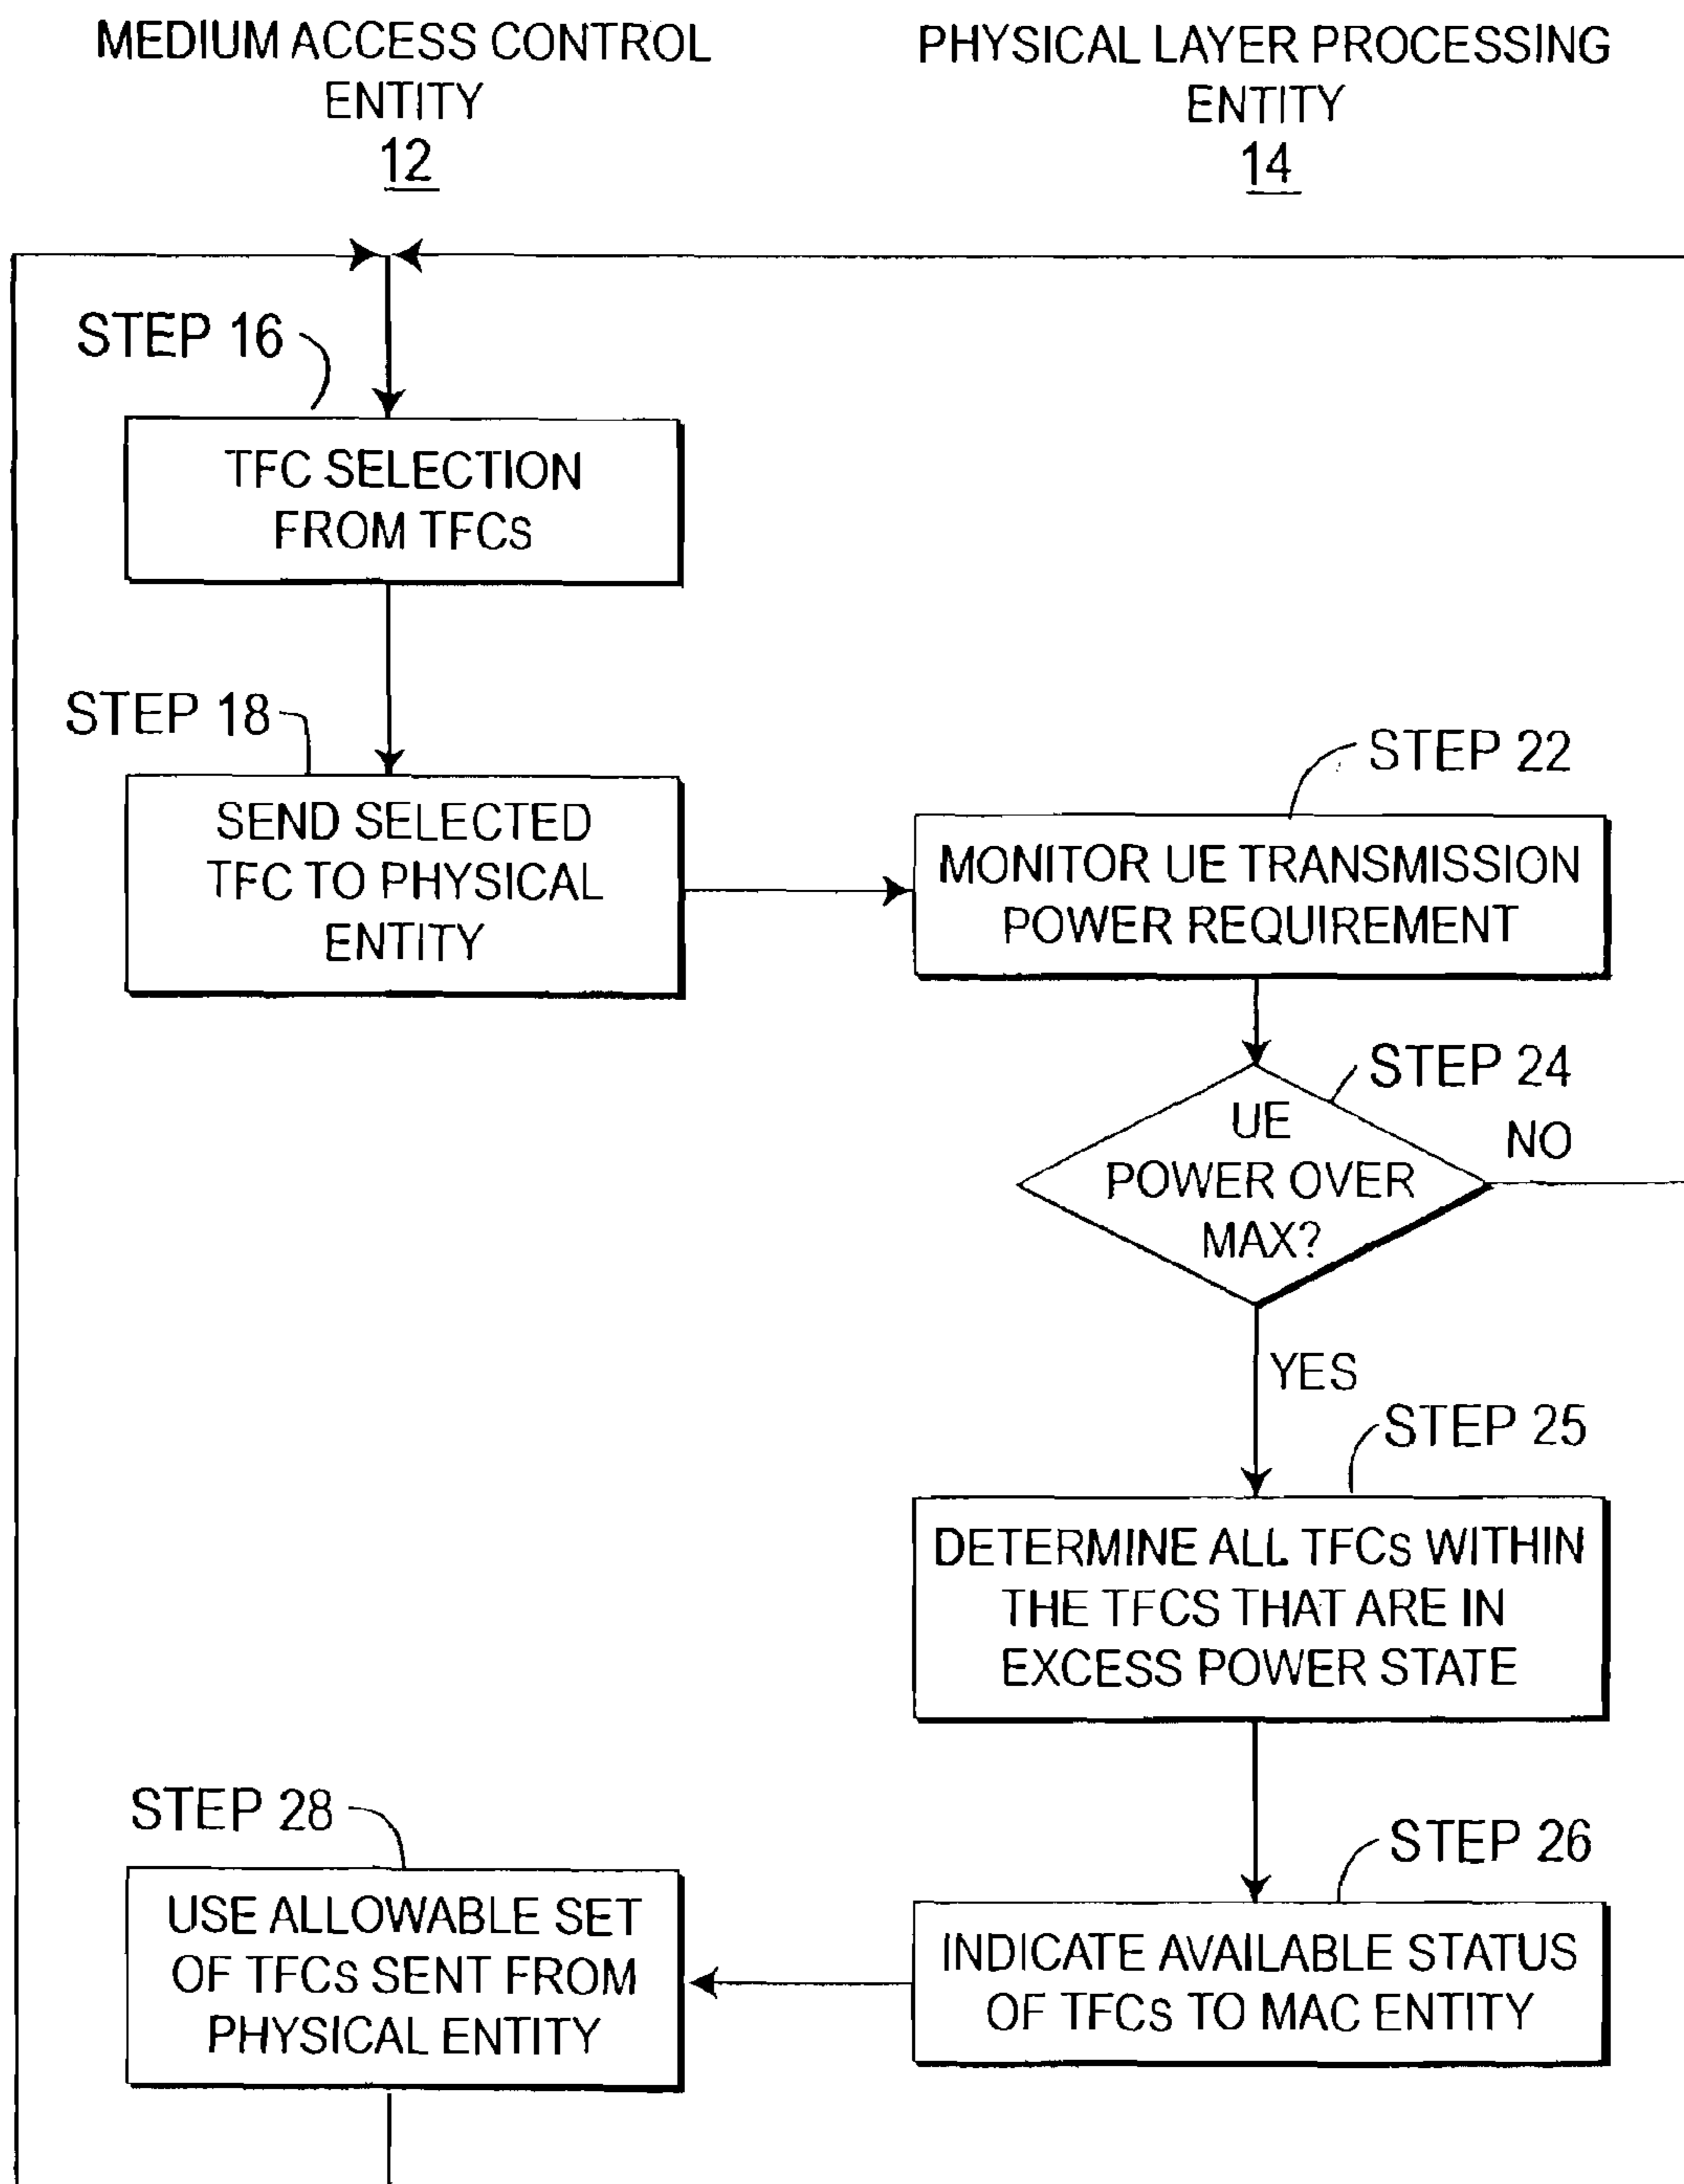 MEDIUM ACCESS CONTROL
ENTITY
12
PHYSICAL LAYER PROCESSING
ENTITY
14
STEP 16
TFC SELECTION
FROM TFCs
STEP 18
SEND SELECTED
TFC TO PHYSICAL
ENTITY
STEP 22
MONITOR UE TRANSMISSION
POWER REQUIREMENT
STEP 24
UE
POWER OVER
MAX?
NO
YES
STEP 25
DETERMINE ALL TFCs WITHIN
THE TFCS THAT ARE IN
EXCESS POWER STATE
STEP 26
INDICATE AVAILABLE STATUS
OF TFCs TO MAC ENTITY
STEP 28
USE ALLOWABLE SET
OF TFCs SENT FROM
PHYSICAL ENTITY